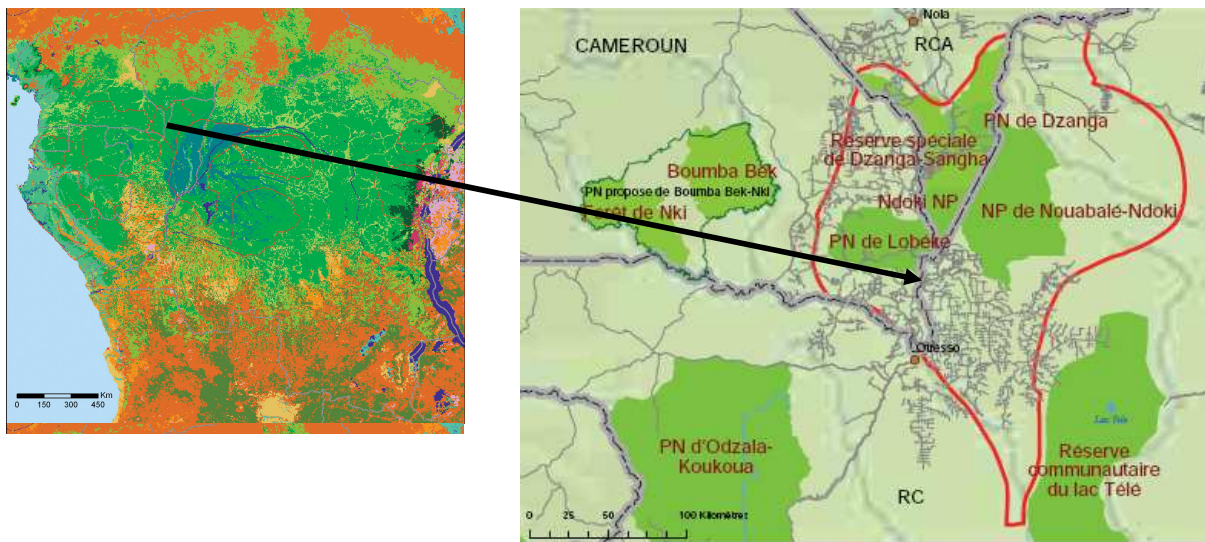 Km
0 150 300 450
Nola
CAMEROUN
RCA
PN de Dzanga
Réserve spéciale
de Dzanga-Sangha
Boumba Bek
PN propose de Boumba Bek-Nki
Forêt de Nki
Ndoki NP
NP de Nouabalé-Ndoki
PN de Lobéké
Ouesso
Lac Télé
PN d'Odzala-
Koukoua
Réserve
communautaire
du lac Télé
RC
0 25 50 100 Kilomètres